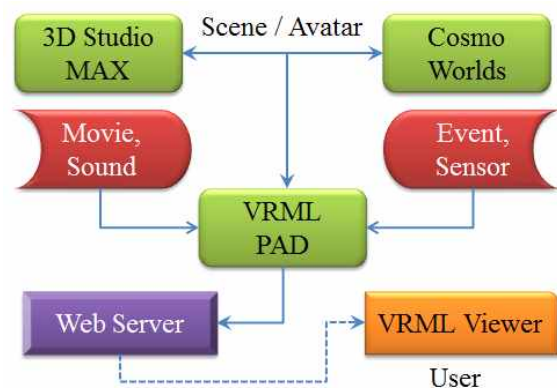 Scene / Avatar
3D Studio
MAX
Cosmo
Worlds
Movie,
Sound
Event,
Sensor
VRML
PAD
Web Server
VRML Viewer
User